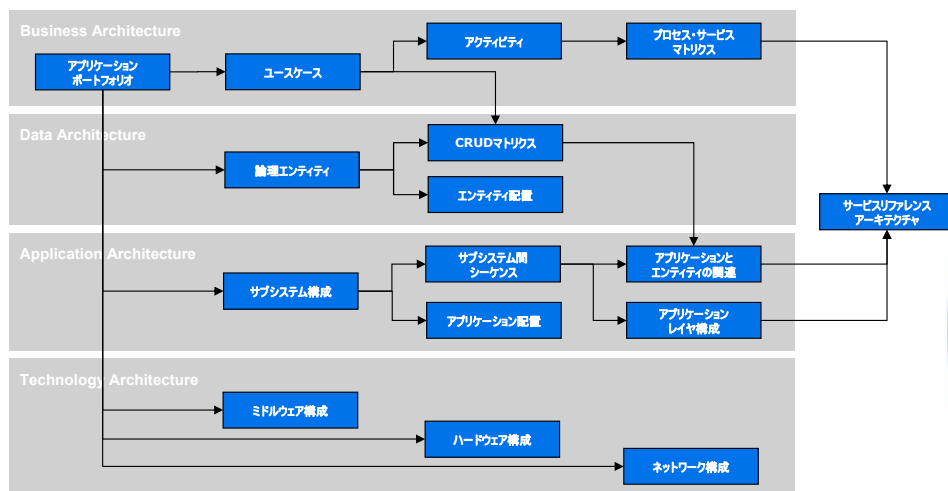 Business Architecture
アプリケーション
ポートフォリオ
ユースケース
アクティビティ
プロセス・サービス
マトリクス
Data Architecture
論理エンティティ
CRUDマトリクス
エンティティ配置
サービスリファレンス
アーキテクチャ
Application Architecture
サブシステム構成
サブシステム間
シーケンス
アプリケーション配置
アプリケーションと
エンティティの関連
アプリケーション
レイヤ構成
Technology Architecture
ミドルウェア構成
ハードウェア構成
ネットワーク構成